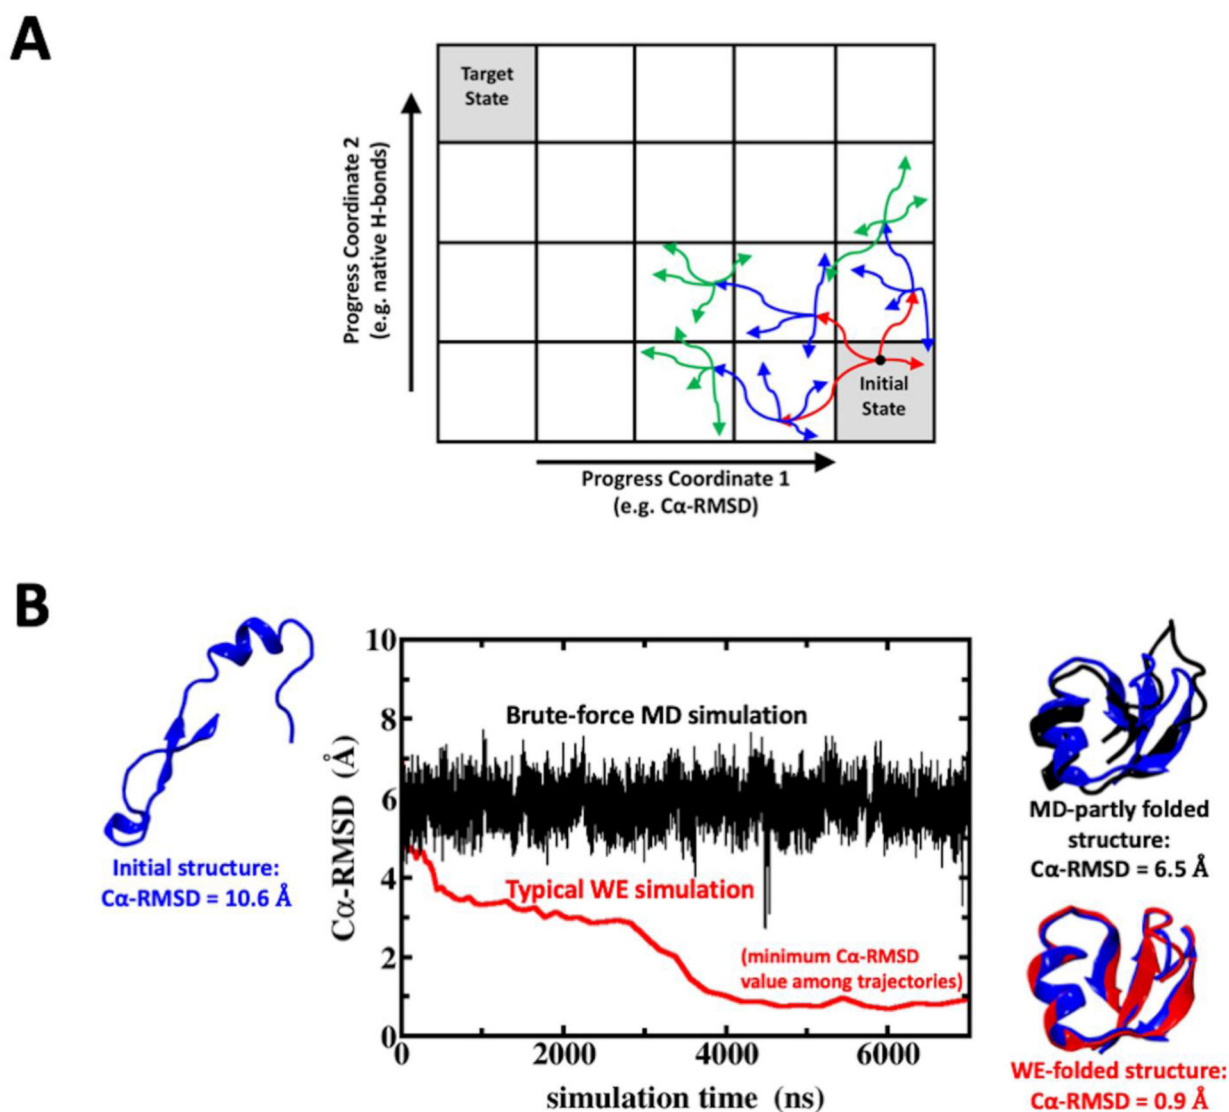 A
Target
State
Progress Coordinate 2
(e.g. native H-bonds)
Initial
State
Progress Coordinate 1
(e.g. Cα-RMSD)
B
Initial structure:
Cα-RMSD = 10.6 Å
Cα-RMSD (Å)
10
8
6
4
2
0
Brute-force MD simulation
Typical WE simulation
(minimum Cα-RMSD
value among trajectories)
0 2000 4000 6000
simulation time (ns)
MD-partly folded
structure:
Cα-RMSD = 6.5 Å
WE-folded structure:
Cα-RMSD = 0.9 Å